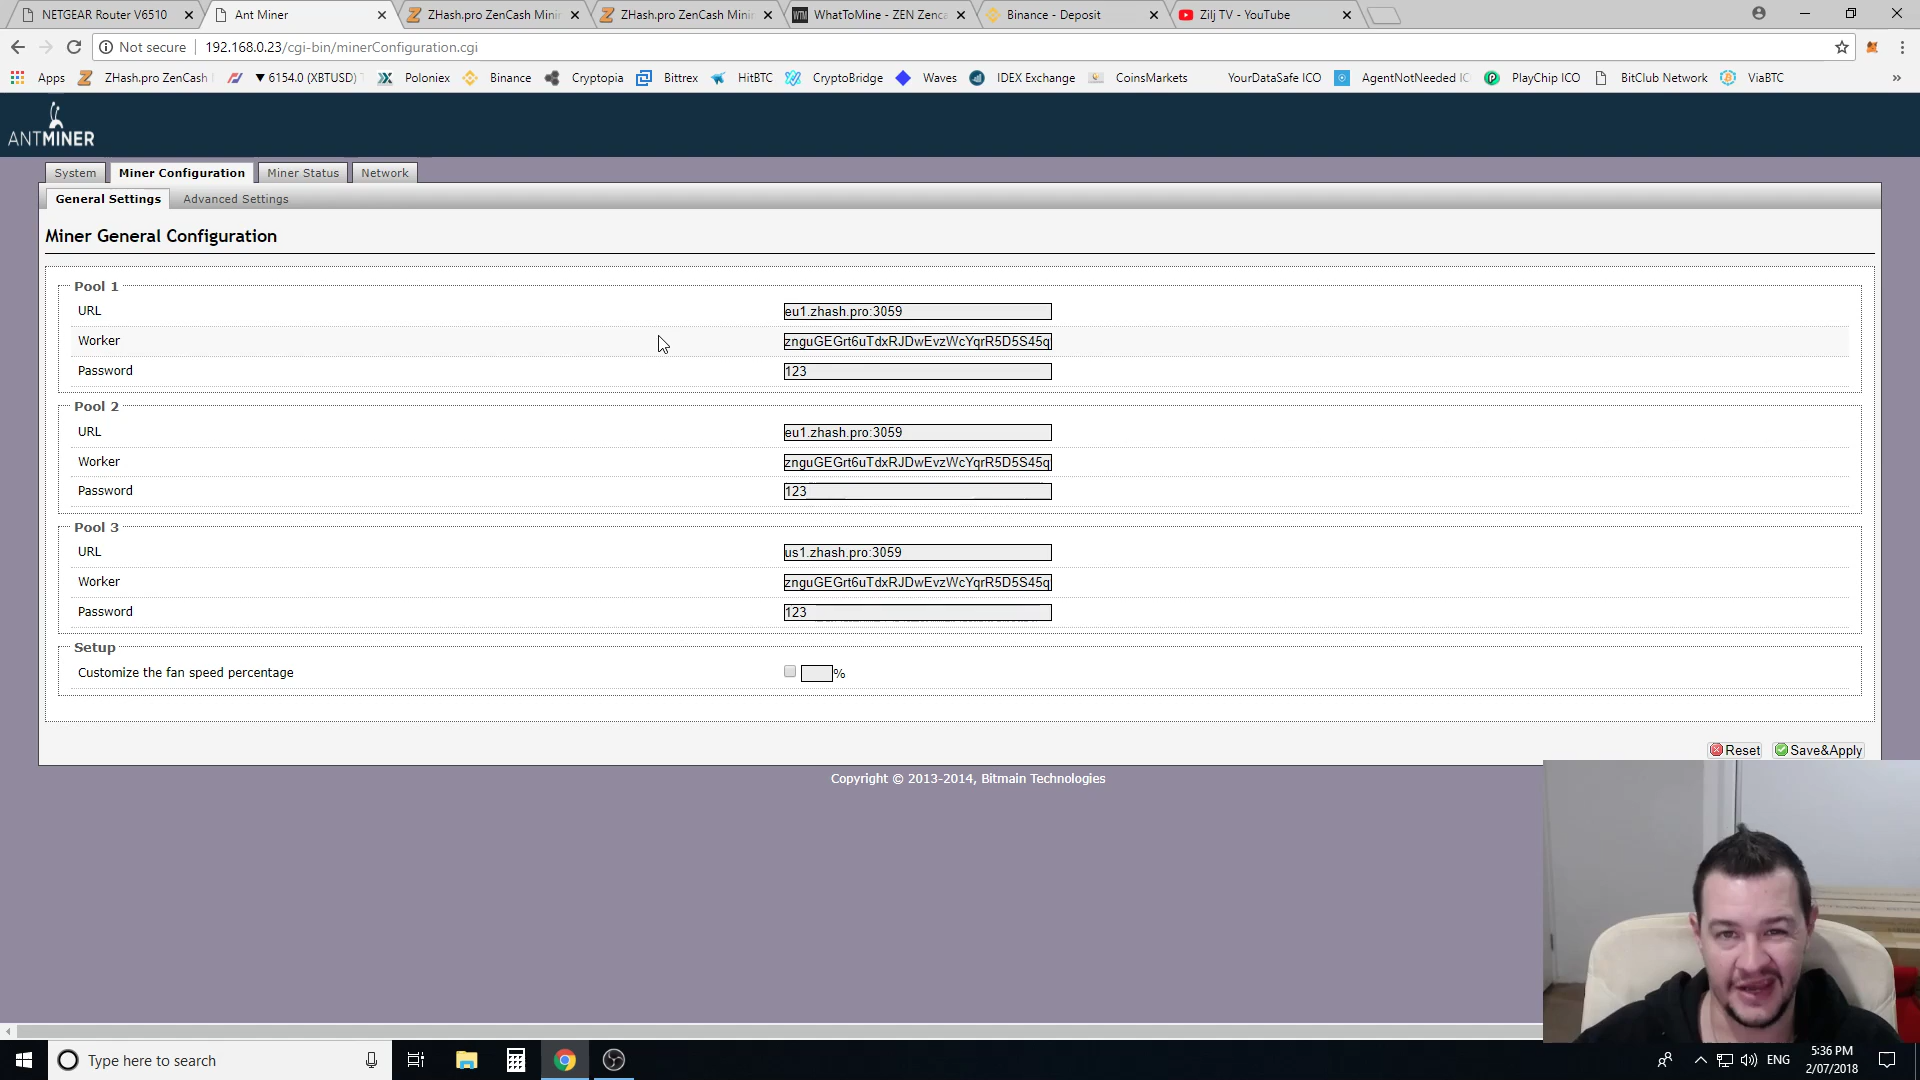 NETGEAR Router V6510
Ant Miner
ZHash.pro ZenCash Mini
ZHash.pro ZenCash Mini
WTM
WhatToMine - ZEN Zenca
Binance - Deposit
Zilj TV - YouTube
Not secure
192.168.0.23/cgi-bin/minerConfiguration.cgi
Apps
ZHash.pro ZenCash
▼ 6154.0 (XBTUSD)
Poloniex
Binance
Cryptopia
Bittrex
HitBTC
CryptoBridge
Waves
IDEX Exchange
CoinsMarkets
YourDataSafe ICO
AgentNotNeeded IC
PlayChip ICO
BitClub Network
ViaBTC
»
ANTMINER
System
Miner Configuration
Miner Status
Network
General Settings
Advanced Settings
Miner General Configuration
Pool 1
URL
eu1.zhash.pro:3059
Worker
znguGEGrt6uTdxRJDwEvzWcYqrR5D5S45q
Password
123
Pool 2
URL
eu1.zhash.pro:3059
Worker
znguGEGrt6uTdxRJDwEvzWcYqrR5D5S45q
Password
123
Pool 3
URL
us1.zhash.pro:3059
Worker
znguGEGrt6uTdxRJDwEvzWcYqrR5D5S45q
Password
123
Setup
Customize the fan speed percentage
%
Reset
Save&Apply
Copyright © 2013-2014, Bitmain Technologies
Type here to search
ENG
5:36 PM
2/07/2018